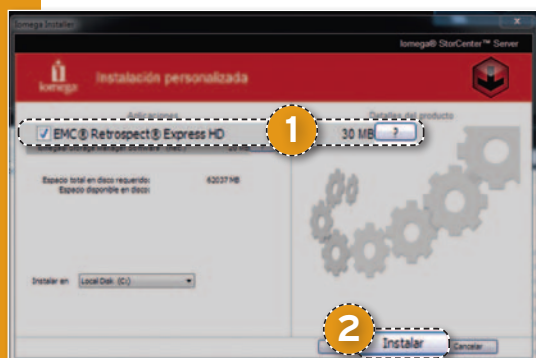 Iomega Installer
x
Iomega® StorCenter™ Server
iomega
Instalación personalizada
Aplicaciones
Detalles del producto
EMC® Retrospect® Express HD
1
30 MB
?
Espacio total en disco requerido:
62037 MB
Espacio disponible en disco:
Instalar en
Local Disk (C:)
2
Instalar
Cancelar